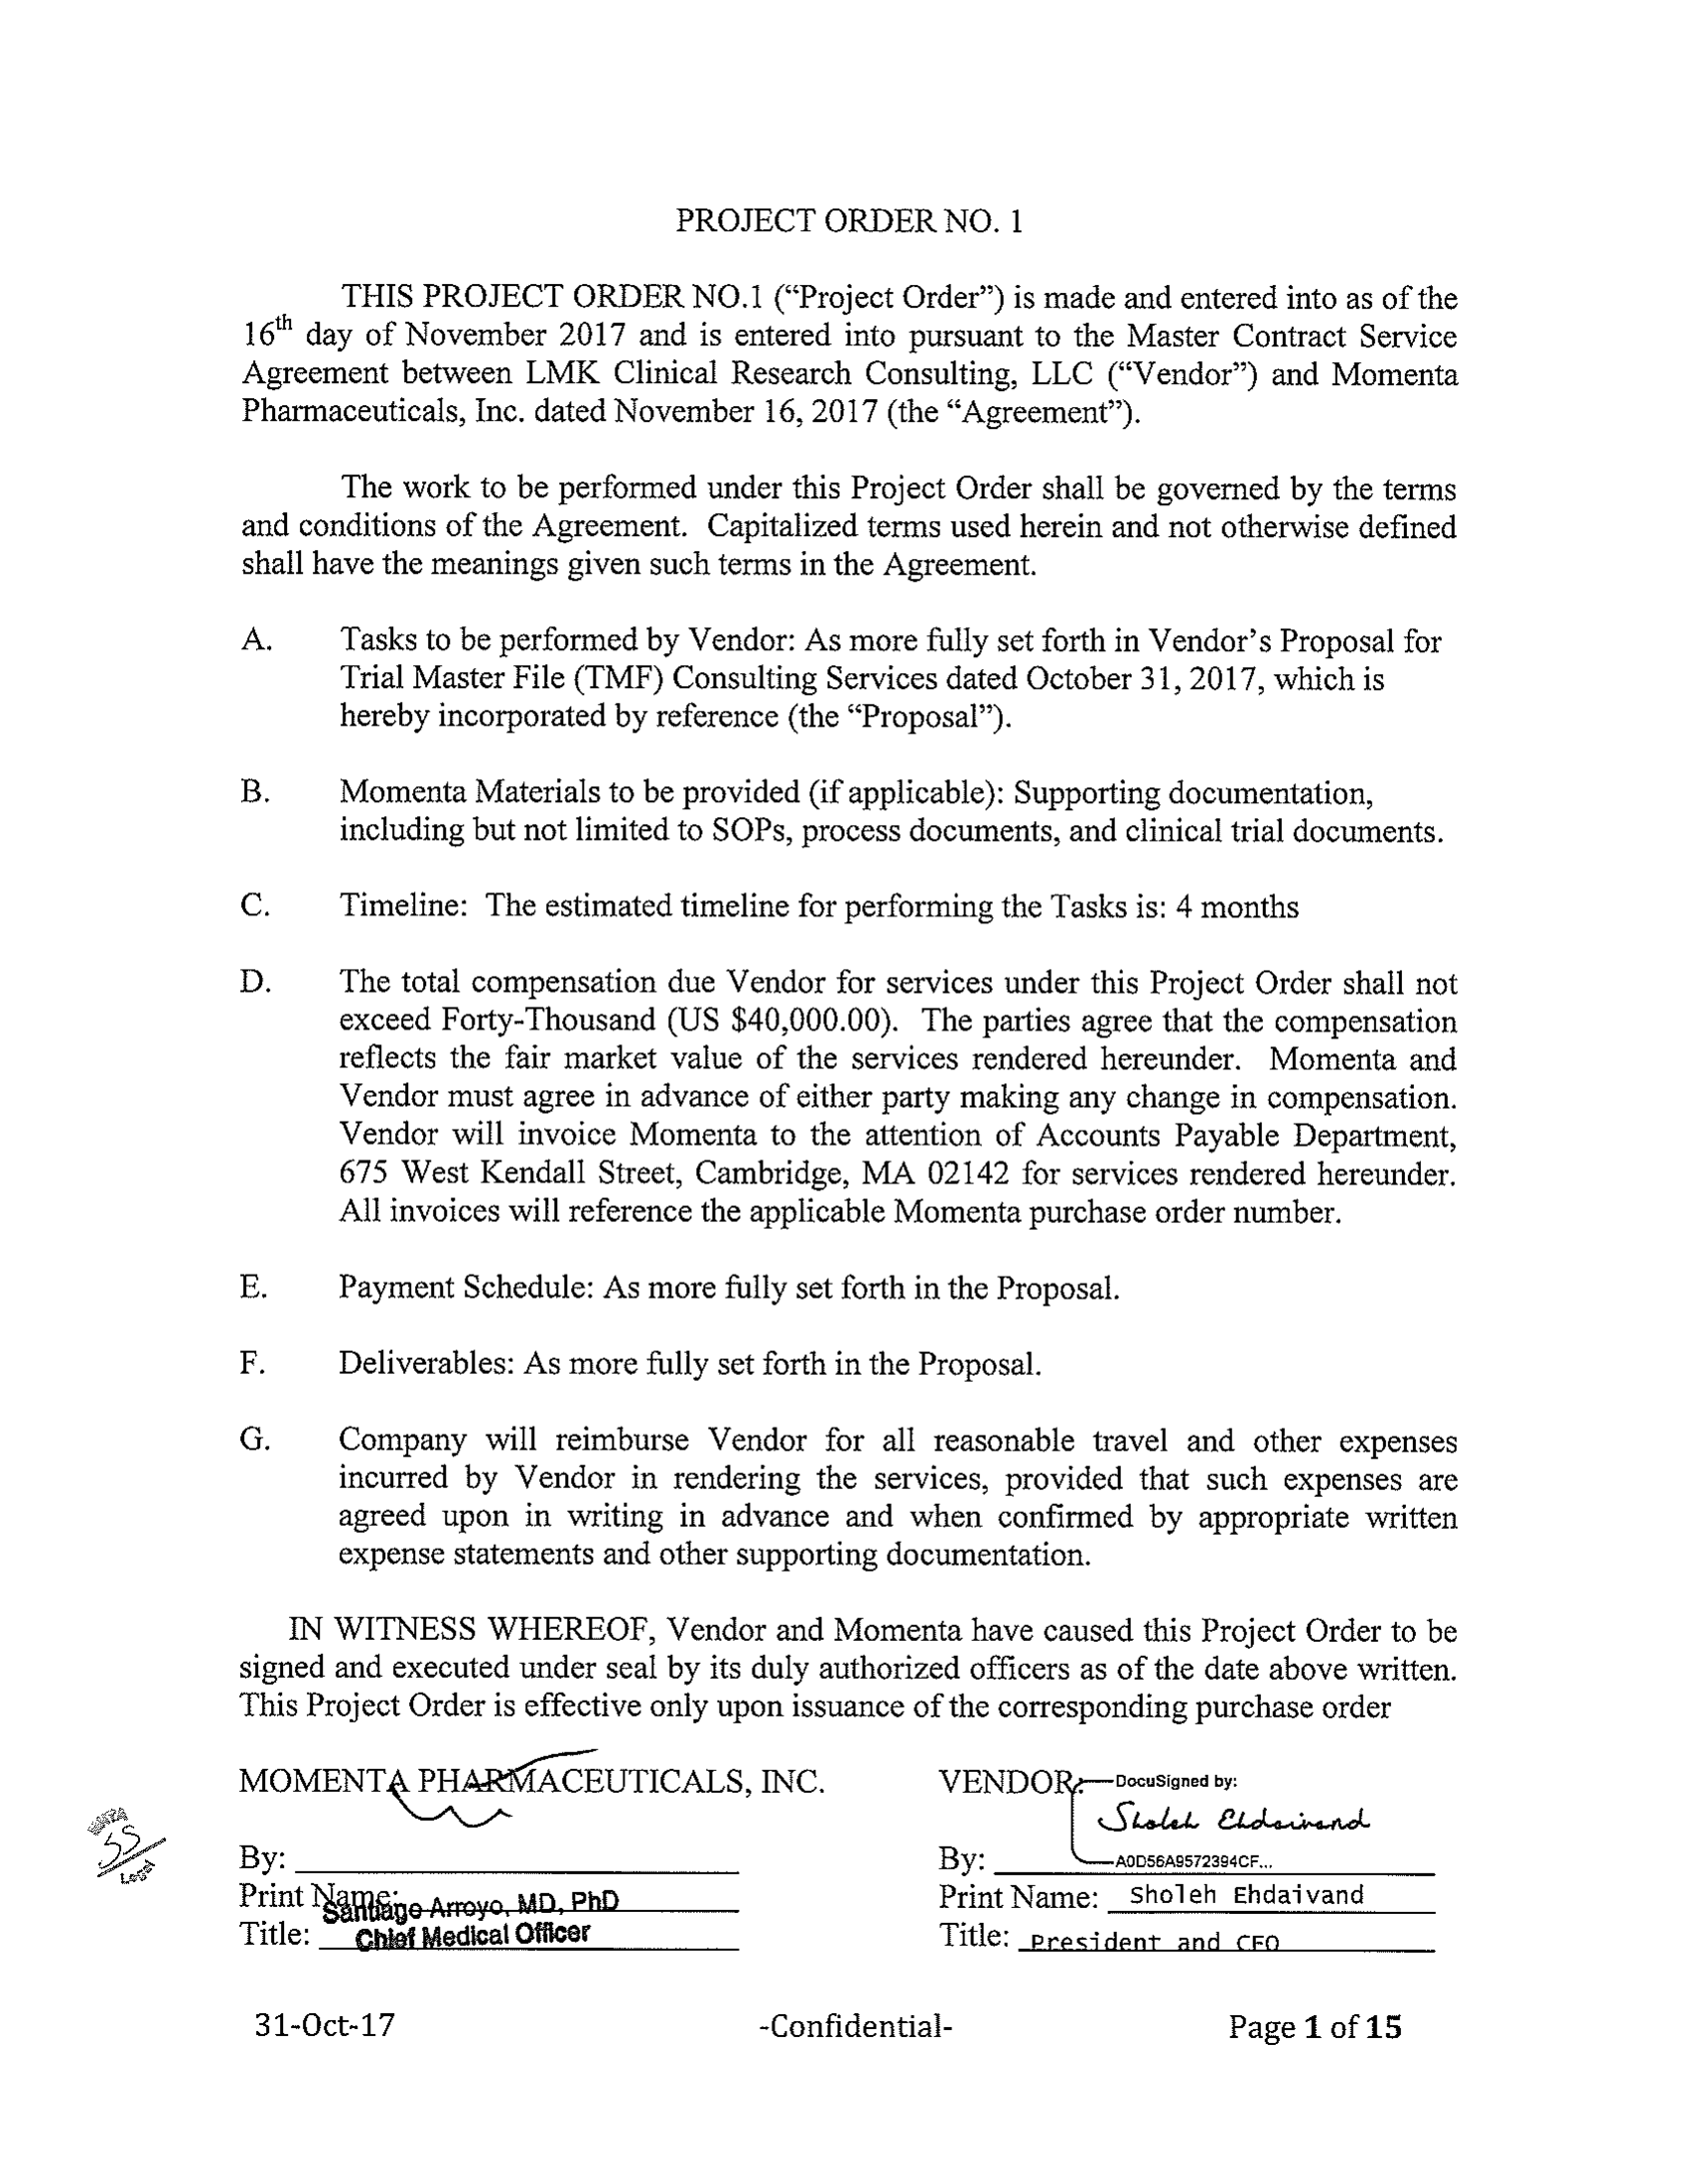 PROJECT ORDER NO. 1
THIS PROJECT ORDER NO.1 (“Project Order”) is made and entered into as of the
16th day of November 2017 and is entered into pursuant to the Master Contract Service
Agreement between LMK Clinical Research Consulting, LLC (“Vendor”) and Momenta
Pharmaceuticals, Inc. dated November 16, 2017 (the “Agreement”).
The work to be performed under this Project Order shall be governed by the terms
and conditions of the Agreement. Capitalized terms used herein and not otherwise defined
shall have the meanings given such terms in the Agreement.
A. Tasks to be performed by Vendor: As more fully set forth in Vendor’s Proposal for
Trial Master File (TMF) Consulting Services dated October 31, 2017, which is
hereby incorporated by reference (the “Proposal”).
B. Momenta Materials to be provided (if applicable): Supporting documentation,
including but not limited to SOPs, process documents, and clinical trial documents.
C. Timeline: The estimated timeline for performing the Tasks is: 4 months
D. The total compensation due Vendor for services under this Project Order shall not
exceed Forty-Thousand (US $40,000.00). The parties agree that the compensation
reflects the fair market value of the services rendered hereunder. Momenta and
Vendor must agree in advance of either party making any change in compensation.
Vendor will invoice Momenta to the attention of Accounts Payable Department,
675 West Kendall Street, Cambridge, MA 02142 for services rendered hereunder.
All invoices will reference the applicable Momenta purchase order number.
E. Payment Schedule: As more fully set forth in the Proposal.
F. Deliverables: As more fully set forth in the Proposal.
G. Company will reimburse Vendor for all reasonable travel and other expenses
incurred by Vendor in rendering the services, provided that such expenses are
agreed upon in writing in advance and when confirmed by appropriate written
expense statements and other supporting documentation.
IN WITNESS WHEREOF, Vendor and Momenta have caused this Project Order to be
signed and executed under seal by its duly authorized officers as of the date above written.
This Project Order is effective only upon issuance of the corresponding purchase order
MOMENTA PHARMACEUTICALS, INC. VENDOR: DocuSigned by:
Sholeh Ehdaivand
SS
By: By: A0D56A9572394CF...
Print Name: Santiago Arroyo, MD, PhD Print Name: Sholeh Ehdaivand
Title: Chief Medical Officer Title: President and CEO
31-Oct-17 -Confidential- Page 1 of 15